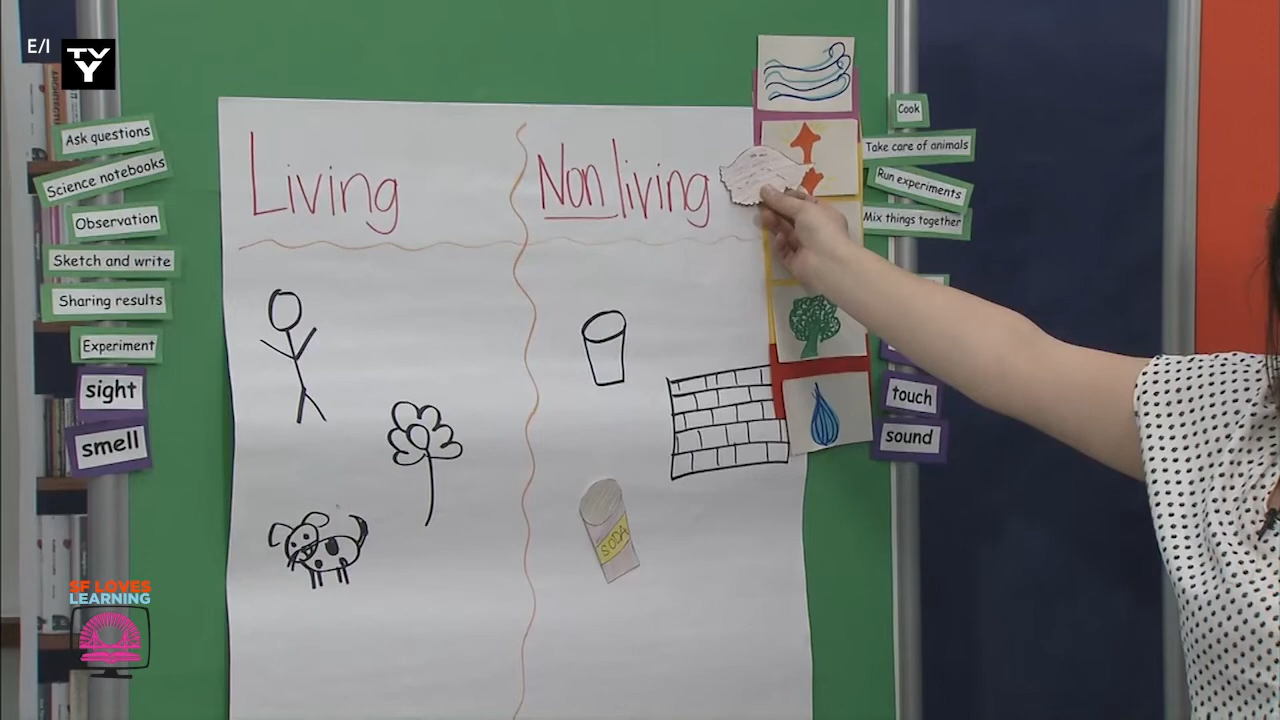 E/I
TV
Y
Ask questions
Science notebooks
Observation
Sketch and write
Sharing results
Experiment
sight
smell
Living
Non living
SODA
Cook
Take care of animals
Run experiments
Mix things together
touch
sound
SF LOVES
LEARNING